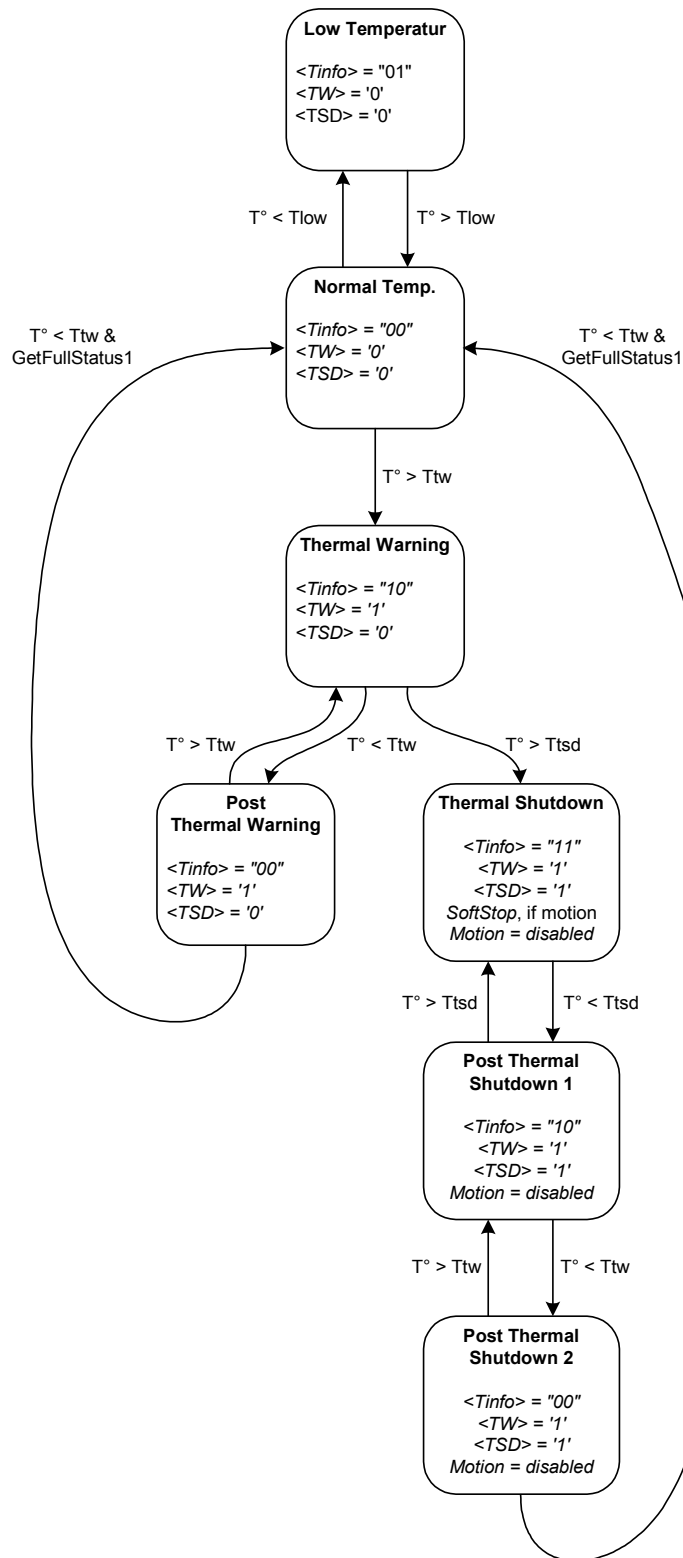 Low Temperatur
<Tinfo> = "01"
<TW> = '0'
<TSD> = '0'
T° < Tlow
T° > Tlow
Normal Temp.
<Tinfo> = "00"
<TW> = '0'
<TSD> = '0'
T° < Ttw &
GetFullStatus1
T° < Ttw &
GetFullStatus1
T° > Ttw
Thermal Warning
<Tinfo> = "10"
<TW> = '1'
<TSD> = '0'
T° > Ttw
T° < Ttw
T° > Ttsd
Post
Thermal Warning
<Tinfo> = "00"
<TW> = '1'
<TSD> = '0'
Thermal Shutdown
<Tinfo> = "11"
<TW> = '1'
<TSD> = '1'
SoftStop, if motion
Motion = disabled
T° > Ttsd
T° < Ttsd
Post Thermal
Shutdown 1
<Tinfo> = "10"
<TW> = '1'
<TSD> = '1'
Motion = disabled
T° > Ttw
T° < Ttw
Post Thermal
Shutdown 2
<Tinfo> = "00"
<TW> = '1'
<TSD> = '1'
Motion = disabled